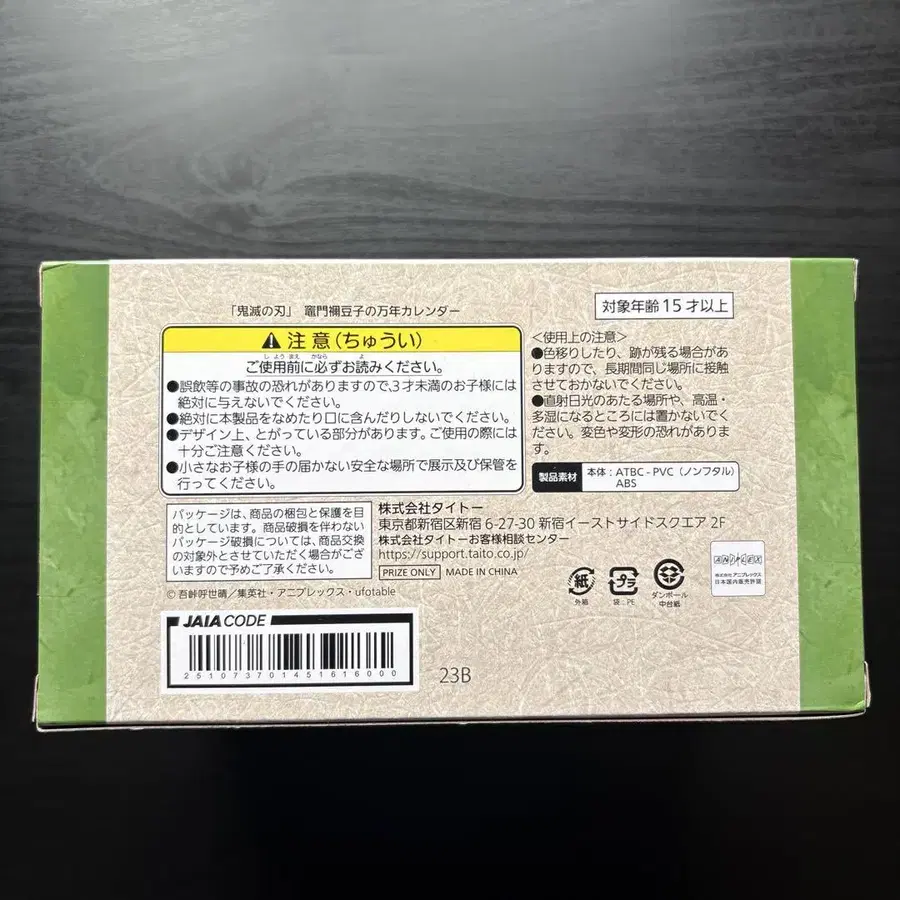 「鬼滅の刃」 竈門禰豆子の万年カレンダー
対象年齢15才以上
注意(ちゅうい)
ご使用前に必ずお読みください。
●誤飲等の事故の恐れがありますので、3才未満のお子様には
絶対に与えないでください。
●絶対に本製品をなめたり口に含んだりしないでください。
●デザイン上、とがっている部分があります。ご使用の際には
十分ご注意ください。
●小さなお子様の手の届かない安全な場所で展示及び保管を
行ってください。
<使用上の注意>
●色移りしたり、跡が残る場合があ
りますので、長期間同じ場所に接触
させておかないでください。
●直射日光のあたる場所や、高温・
多湿になるところには置かないでく
ださい。変色や変形の恐れがありま
す。
製品素材 本体:ATBC-PVC(ノンフタル)
ABS
パッケージは、商品の梱包と保護を目
的としています。商品破損を伴わない
パッケージ破損については、商品交換
の対象外とさせていただく場合がござ
いますので予めご了承ください。
株式会社タイトー
東京都新宿区新宿 6-27-30 新宿イーストサイドスクエア 2F
株式会社タイトーお客様相談センター
https://support.taito.co.jp/
PRIZE ONLY MADE IN CHINA
©吾峠呼世晴/集英社・アニプレックス・ufotable
紙
外箱
プラ
袋:PE
ダンボール
中台紙
ANIPLEX
株式会社アニプレックス
日本国内販売許諾
JAIA CODE
251073701451616000
23B